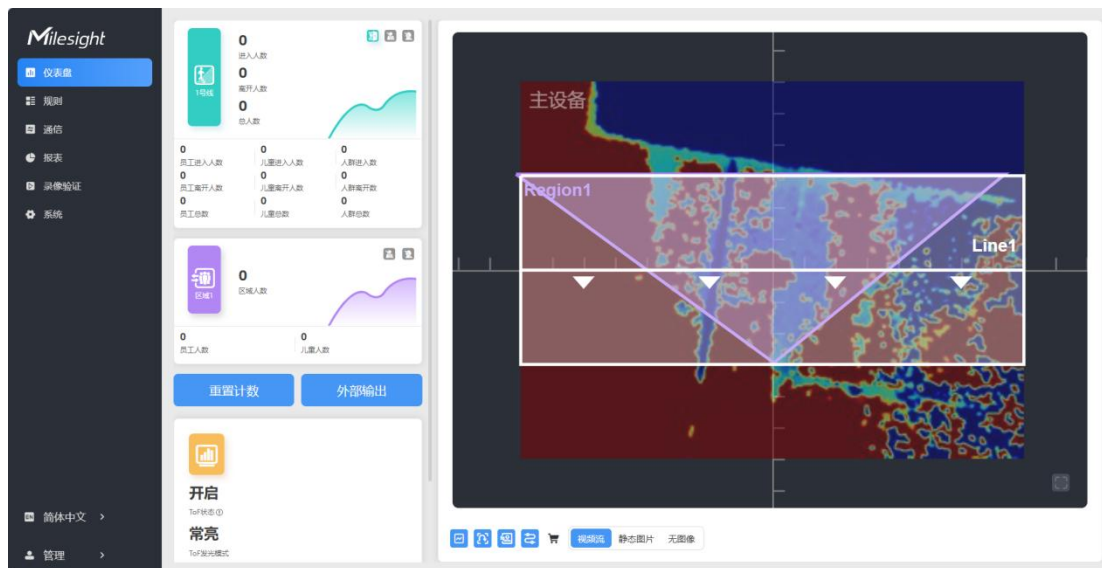 Milesight
仪表盘
规则
通信
报表
录像验证
系统
简体中文
管理
1号线
0
进入人数
0
离开人数
0
总人数
0 0 0
员工进入人数 儿童进入人数 人群进入数
0 0 0
员工离开人数 儿童离开人数 人群离开数
0 0 0
员工总数 儿童总数 人群总数
区域1
0
区域人数
0 0
员工人数 儿童人数
重置计数 外部输出
开启
ToF状态
常亮
ToF发光模式
主设备
Region1
Line1
视频流 静态图片 无图像